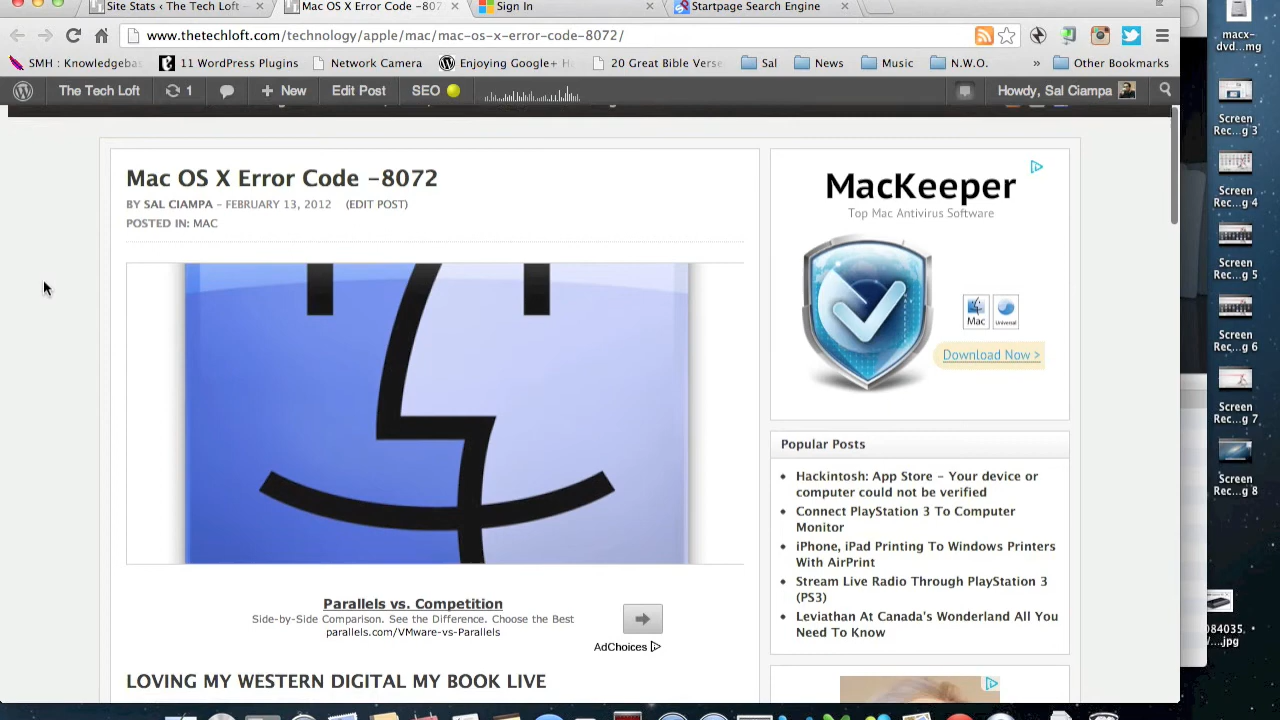 Site Stats ‹ The Tech Loft –
Mac OS X Error Code -807
Sign In
Startpage Search Engine
www.thetechloft.com/technology/apple/mac/mac-os-x-error-code-8072/
SMH : Knowledgebas
11 WordPress Plugins
Network Camera
Enjoying Google+ H
20 Great Bible Verse
Sal
News
Music
N.W.O.
»
Other Bookmarks
The Tech Loft
1
+ New
Edit Post
SEO
Howdy, Sal Ciampa
Mac OS X Error Code -8072
BY SAL CIAMPA – FEBRUARY 13, 2012 (EDIT POST)
POSTED IN: MAC
Parallels vs. Competition
Side-by-Side Comparison. See the Difference. Choose the Best
parallels.com/VMware-vs-Parallels
AdChoices
LOVING MY WESTERN DIGITAL MY BOOK LIVE
MacKeeper
Top Mac Antivirus Software
Mac
Universal
Download Now >
Popular Posts
Hackintosh: App Store – Your device or
computer could not be verified
Connect PlayStation 3 To Computer
Monitor
iPhone, iPad Printing To Windows Printers
With AirPrint
Stream Live Radio Through PlayStation 3
(PS3)
Leviathan At Canada's Wonderland All You
Need To Know
macx-
dvd...mg
Screen
Rec...g 3
Screen
Rec...g 4
Screen
Rec...g 5
Screen
Rec...g 6
Screen
Rec...g 7
Screen
Rec...g 8
084035.
....jpg